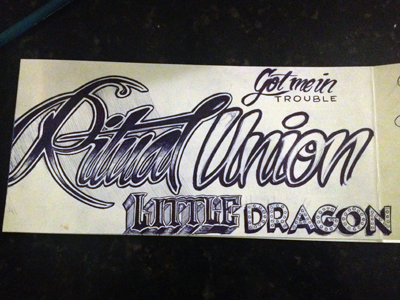 Got me in
TROUBLE
Ritual Union
LITTLE DRAGON